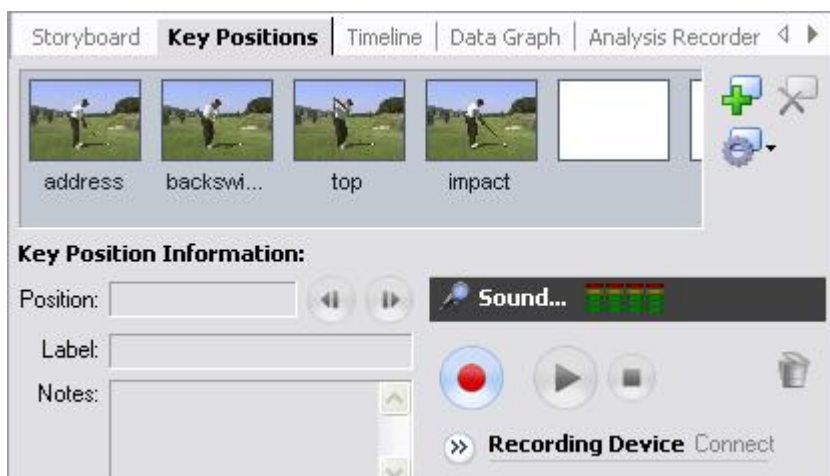 Storyboard Key Positions Timeline Data Graph Analysis Recorder
address backswi... top impact
Key Position Information:
Position: Sound...
Label:
Notes:
Recording Device Connect